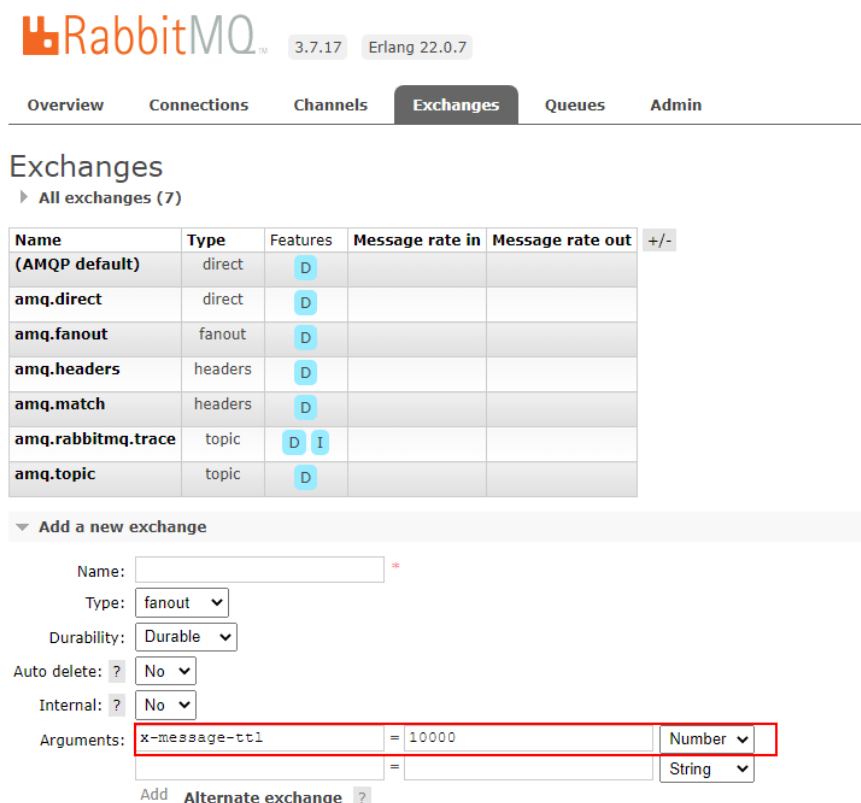 RabbitMQ™ 3.7.17 Erlang 22.0.7
Overview Connections Channels Exchanges Queues Admin
Exchanges
All exchanges (7)
Name Type Features Message rate in Message rate out +/-
(AMQP default) direct D
amq.direct direct D
amq.fanout fanout D
amq.headers headers D
amq.match headers D
amq.rabbitmq.trace topic D I
amq.topic topic D
Add a new exchange
Name: *
Type: fanout
Durability: Durable
Auto delete: ? No
Internal: ? No
Arguments: x-message-ttl = 10000 Number
= String
Add Alternate exchange ?